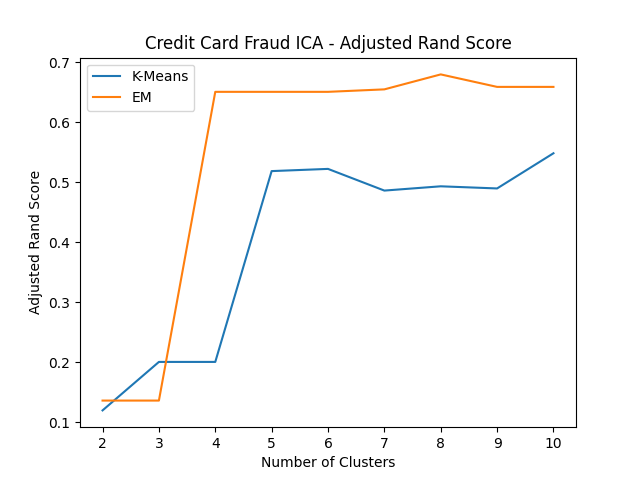 Credit Card Fraud ICA - Adjusted Rand Score
K-Means
EM
Adjusted Rand Score
0.7
0.6
0.5
0.4
0.3
0.2
0.1
2 3 4 5 6 7 8 9 10
Number of Clusters